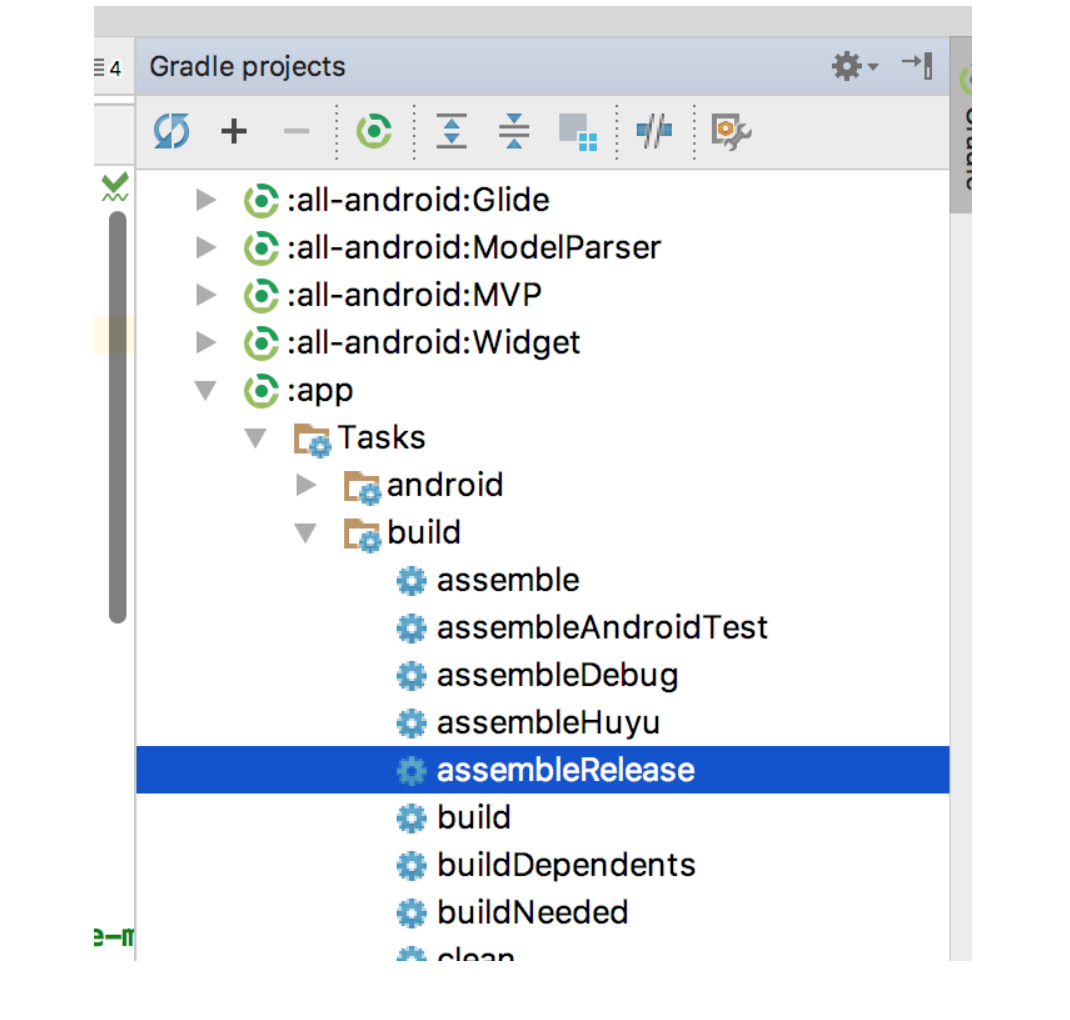 4 Gradle projects
:all-android:Glide
:all-android:ModelParser
:all-android:MVP
:all-android:Widget
:app
Tasks
android
build
assemble
assembleAndroidTest
assembleDebug
assembleHuyu
assembleRelease
build
buildDependents
buildNeeded
clean
e-m
Gradle